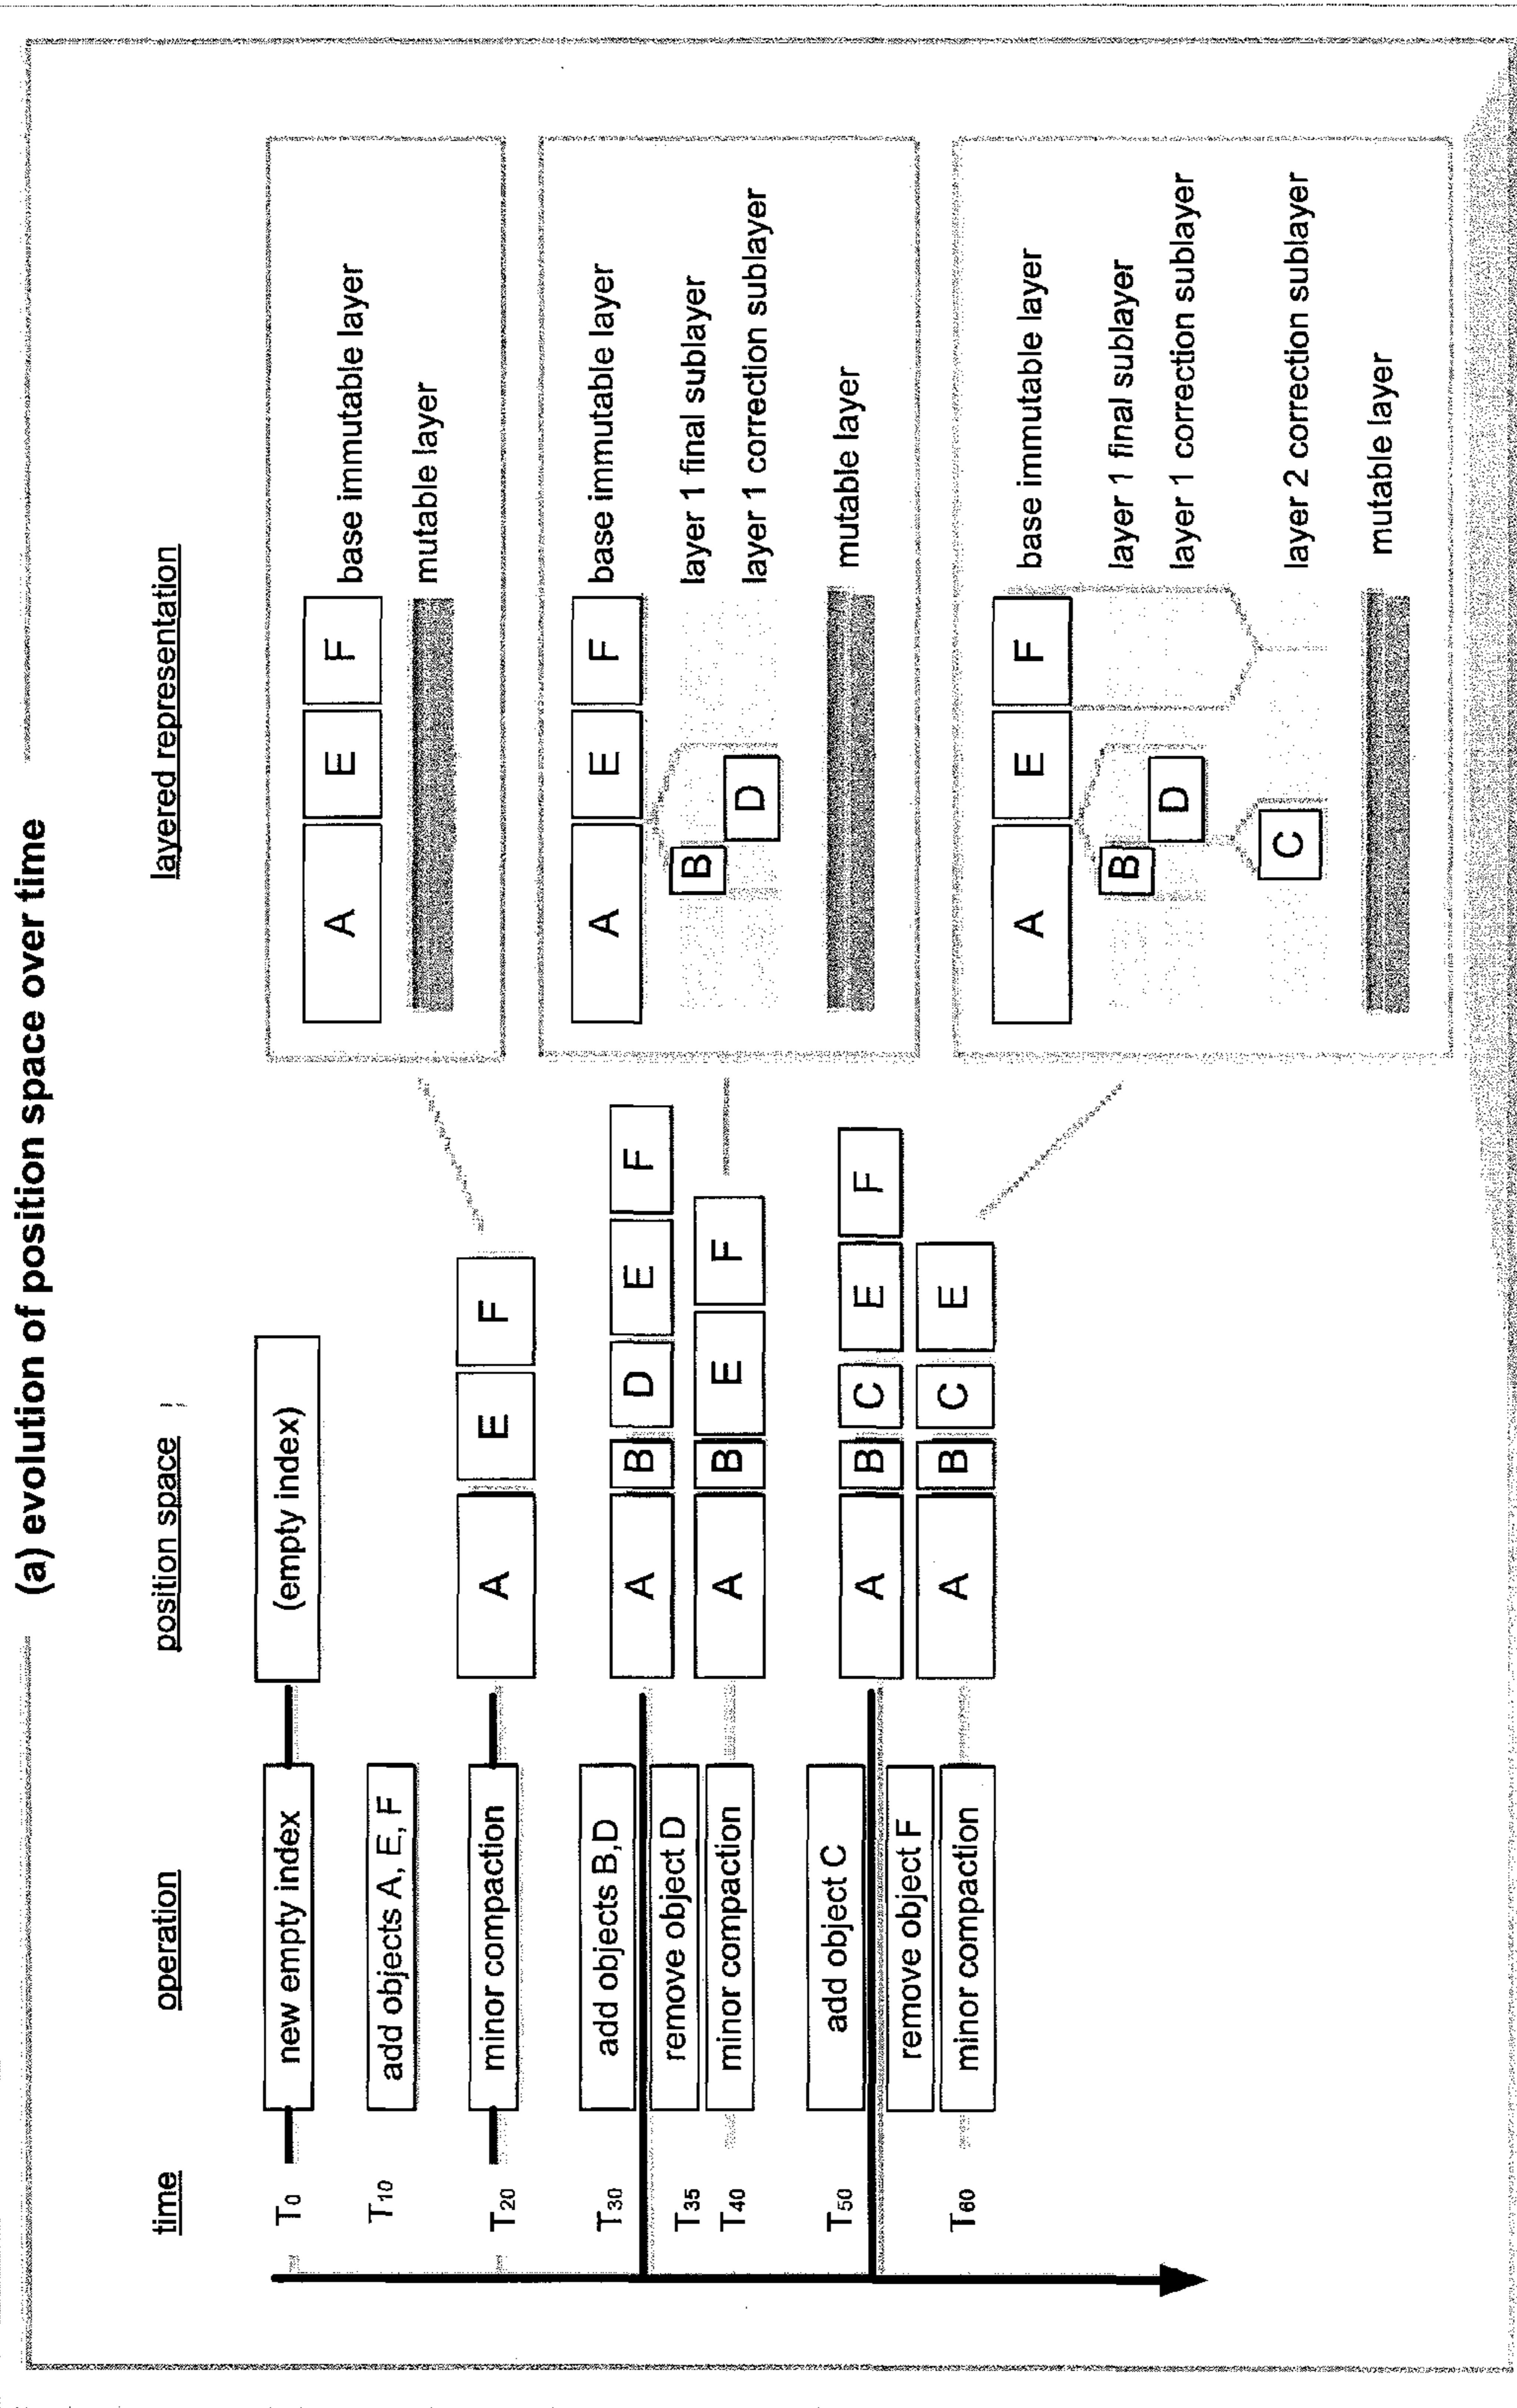 (a) evolution of position space over time
time operation position space layered representation
T0 new empty index (empty index)
T10 add objects A, E, F
T20 minor compaction A E F
A E F base immutable layer
mutable layer
T30 add objects B,D A B D E F
T35 remove object D
T40 minor compaction A B E F
A E F base immutable layer
B layer 1 final sublayer
D layer 1 correction sublayer
mutable layer
T50 add object C A B C E F
remove object F
T60 minor compaction A B C E
A E F base immutable layer
B layer 1 final sublayer
D layer 1 correction sublayer
C layer 2 correction sublayer
mutable layer